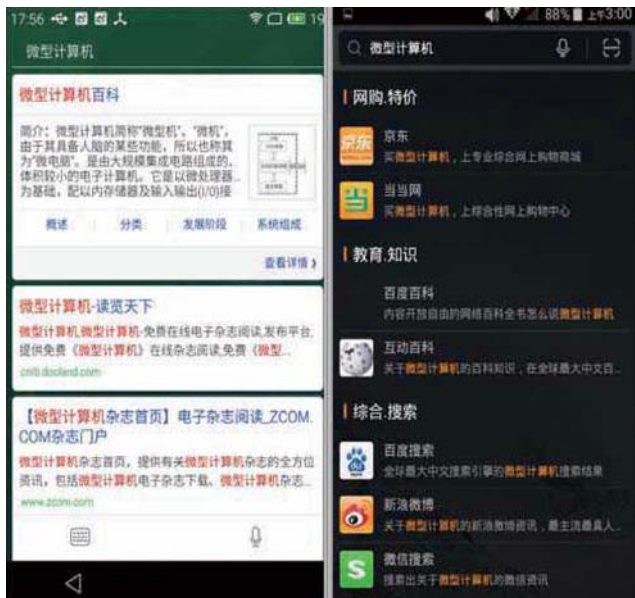 17:56
19
微型计算机
微型计算机百科
简介：微型计算机简称"微型机"、"微机"，
由于其具备人脑的某些功能，所以也称其
为"微电脑"。是由大规模集成电路组成的、
体积较小的电子计算机。它是以微处理器
为基础，配以内存储器及输入输出(I/0)接
概述 分类 发展阶段 系统组成
查看详情
微型计算机-读览天下
微型计算机,微型计算机-免费在线电子杂志阅读,发布平台.
提供免费《微型计算机》在线杂志阅读,免费《微型...
cniti.dooland.com
【微型计算机杂志首页】电子杂志阅读_ZCOM.
COM杂志门户
微型计算机杂志首页，提供有关微型计算机杂志的全方位
资讯，包括微型计算机电子杂志下载、微型计算机杂志...
www.zcom.com
88% 上午3:00
微型计算机
网购.特价
京东
京东
买微型计算机，上专业综合网上购物商城
当
当当网
买微型计算机，上综合性网上购物中心
教育.知识
百度百科
内容开放自由的网络百科全书怎么说微型计算机
互动百科
关于微型计算机的百科知识，在全球最大中文百...
综合.搜索
百度搜索
全球最大中文搜索引擎的微型计算机搜索结果
新浪微博
关于微型计算机的新浪微博资讯，最主流最具人...
S
微信搜索
搜索出关于微型计算机的微信资讯